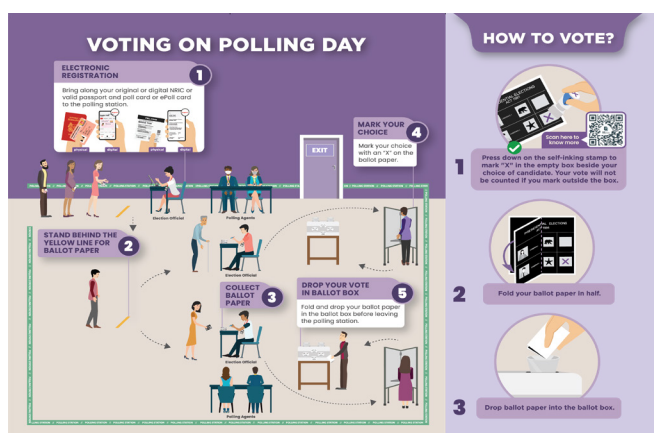 VOTING ON POLLING DAY
ELECTRONIC
REGISTRATION
1
Bring along your original or digital NRIC or
valid passport and poll card or ePoll card
to the polling station.
physical
digital
physical
digital
EXIT
MARK YOUR
CHOICE
4
Mark your choice
with an "X" on the
ballot paper.
Election Official
Polling Agents
STAND BEHIND THE
YELLOW LINE FOR
BALLOT PAPER
2
Election Official
COLLECT
BALLOT
PAPER
3
DROP YOUR VOTE
IN BALLOT BOX
5
Fold and drop your ballot paper
in the ballot box before leaving
the polling station.
Election Official
Polling Agents
HOW TO VOTE?
Scan here to
know more
1
Press down on the self-inking stamp to
mark "X" in the empty box beside your
choice of candidate. Your vote will not
be counted if you mark outside the box.
2
Fold your ballot paper in half.
3
Drop ballot paper into the ballot box.